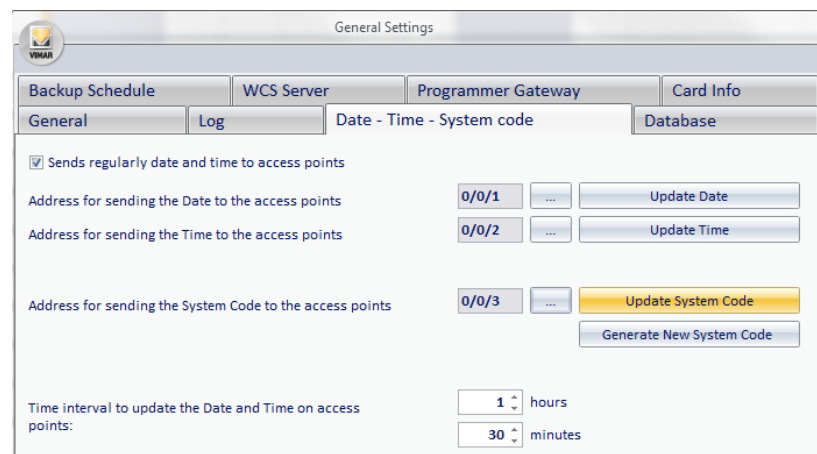 General Settings
VIMAR
Backup Schedule WCS Server Programmer Gateway Card Info
General Log Date - Time - System code Database
Sends regularly date and time to access points
Address for sending the Date to the access points 0/0/1 ... Update Date
Address for sending the Time to the access points 0/0/2 ... Update Time
Address for sending the System Code to the access points 0/0/3 ... Update System Code
Generate New System Code
Time interval to update the Date and Time on access 1 hours
points:
30 minutes